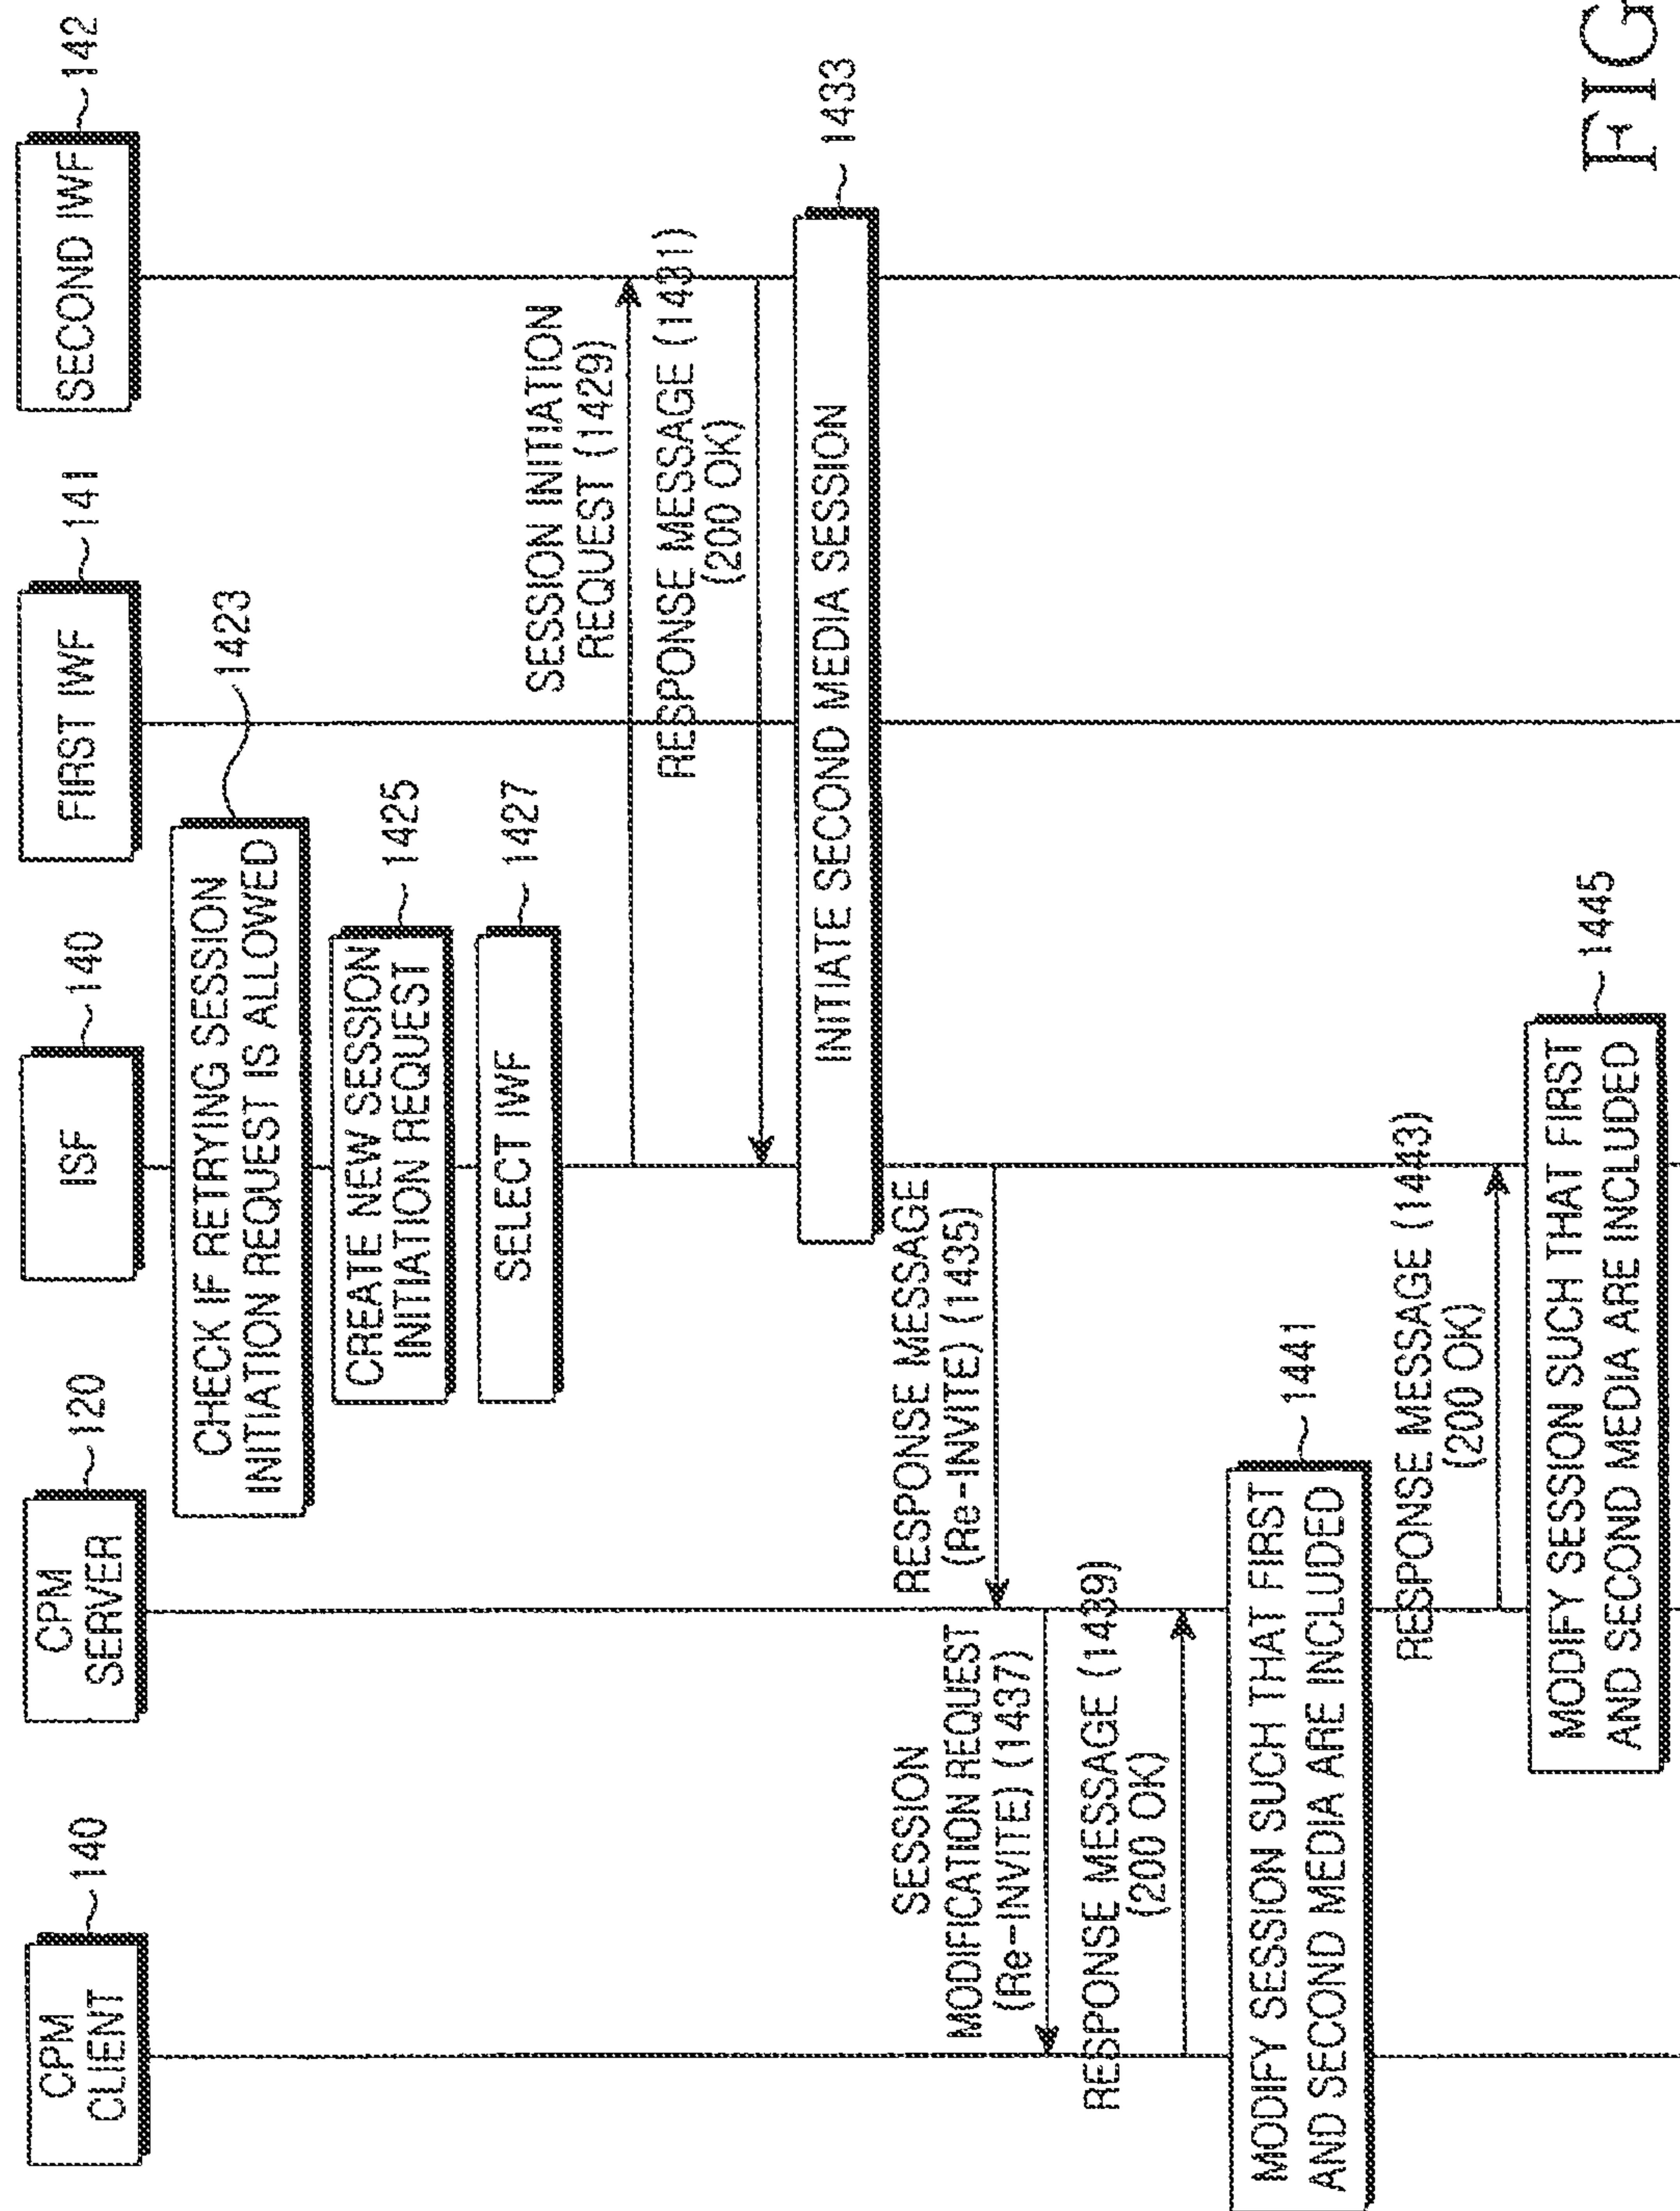 CPM
CLIENT
140
CPM
SERVER
120
ISF
140
FIRST IWF
141
SECOND IWF
142
CHECK IF RETRYING SESSION
INITIATION REQUEST IS ALLOWED
1423
CREATE NEW SESSION
INITIATION REQUEST
1425
SELECT IWF
1427
SESSION INITIATION
REQUEST (1429)
RESPONSE MESSAGE (1431)
(200 OK)
INITIATE SECOND MEDIA SESSION
1433
RESPONSE MESSAGE
(Re-INVITE) (1435)
SESSION
MODIFICATION REQUEST
(Re-INVITE) (1437)
RESPONSE MESSAGE (1439)
(200 OK)
MODIFY SESSION SUCH THAT FIRST
AND SECOND MEDIA ARE INCLUDED
1441
RESPONSE MESSAGE (1443)
(200 OK)
MODIFY SESSION SUCH THAT FIRST
AND SECOND MEDIA ARE INCLUDED
1445
FIG